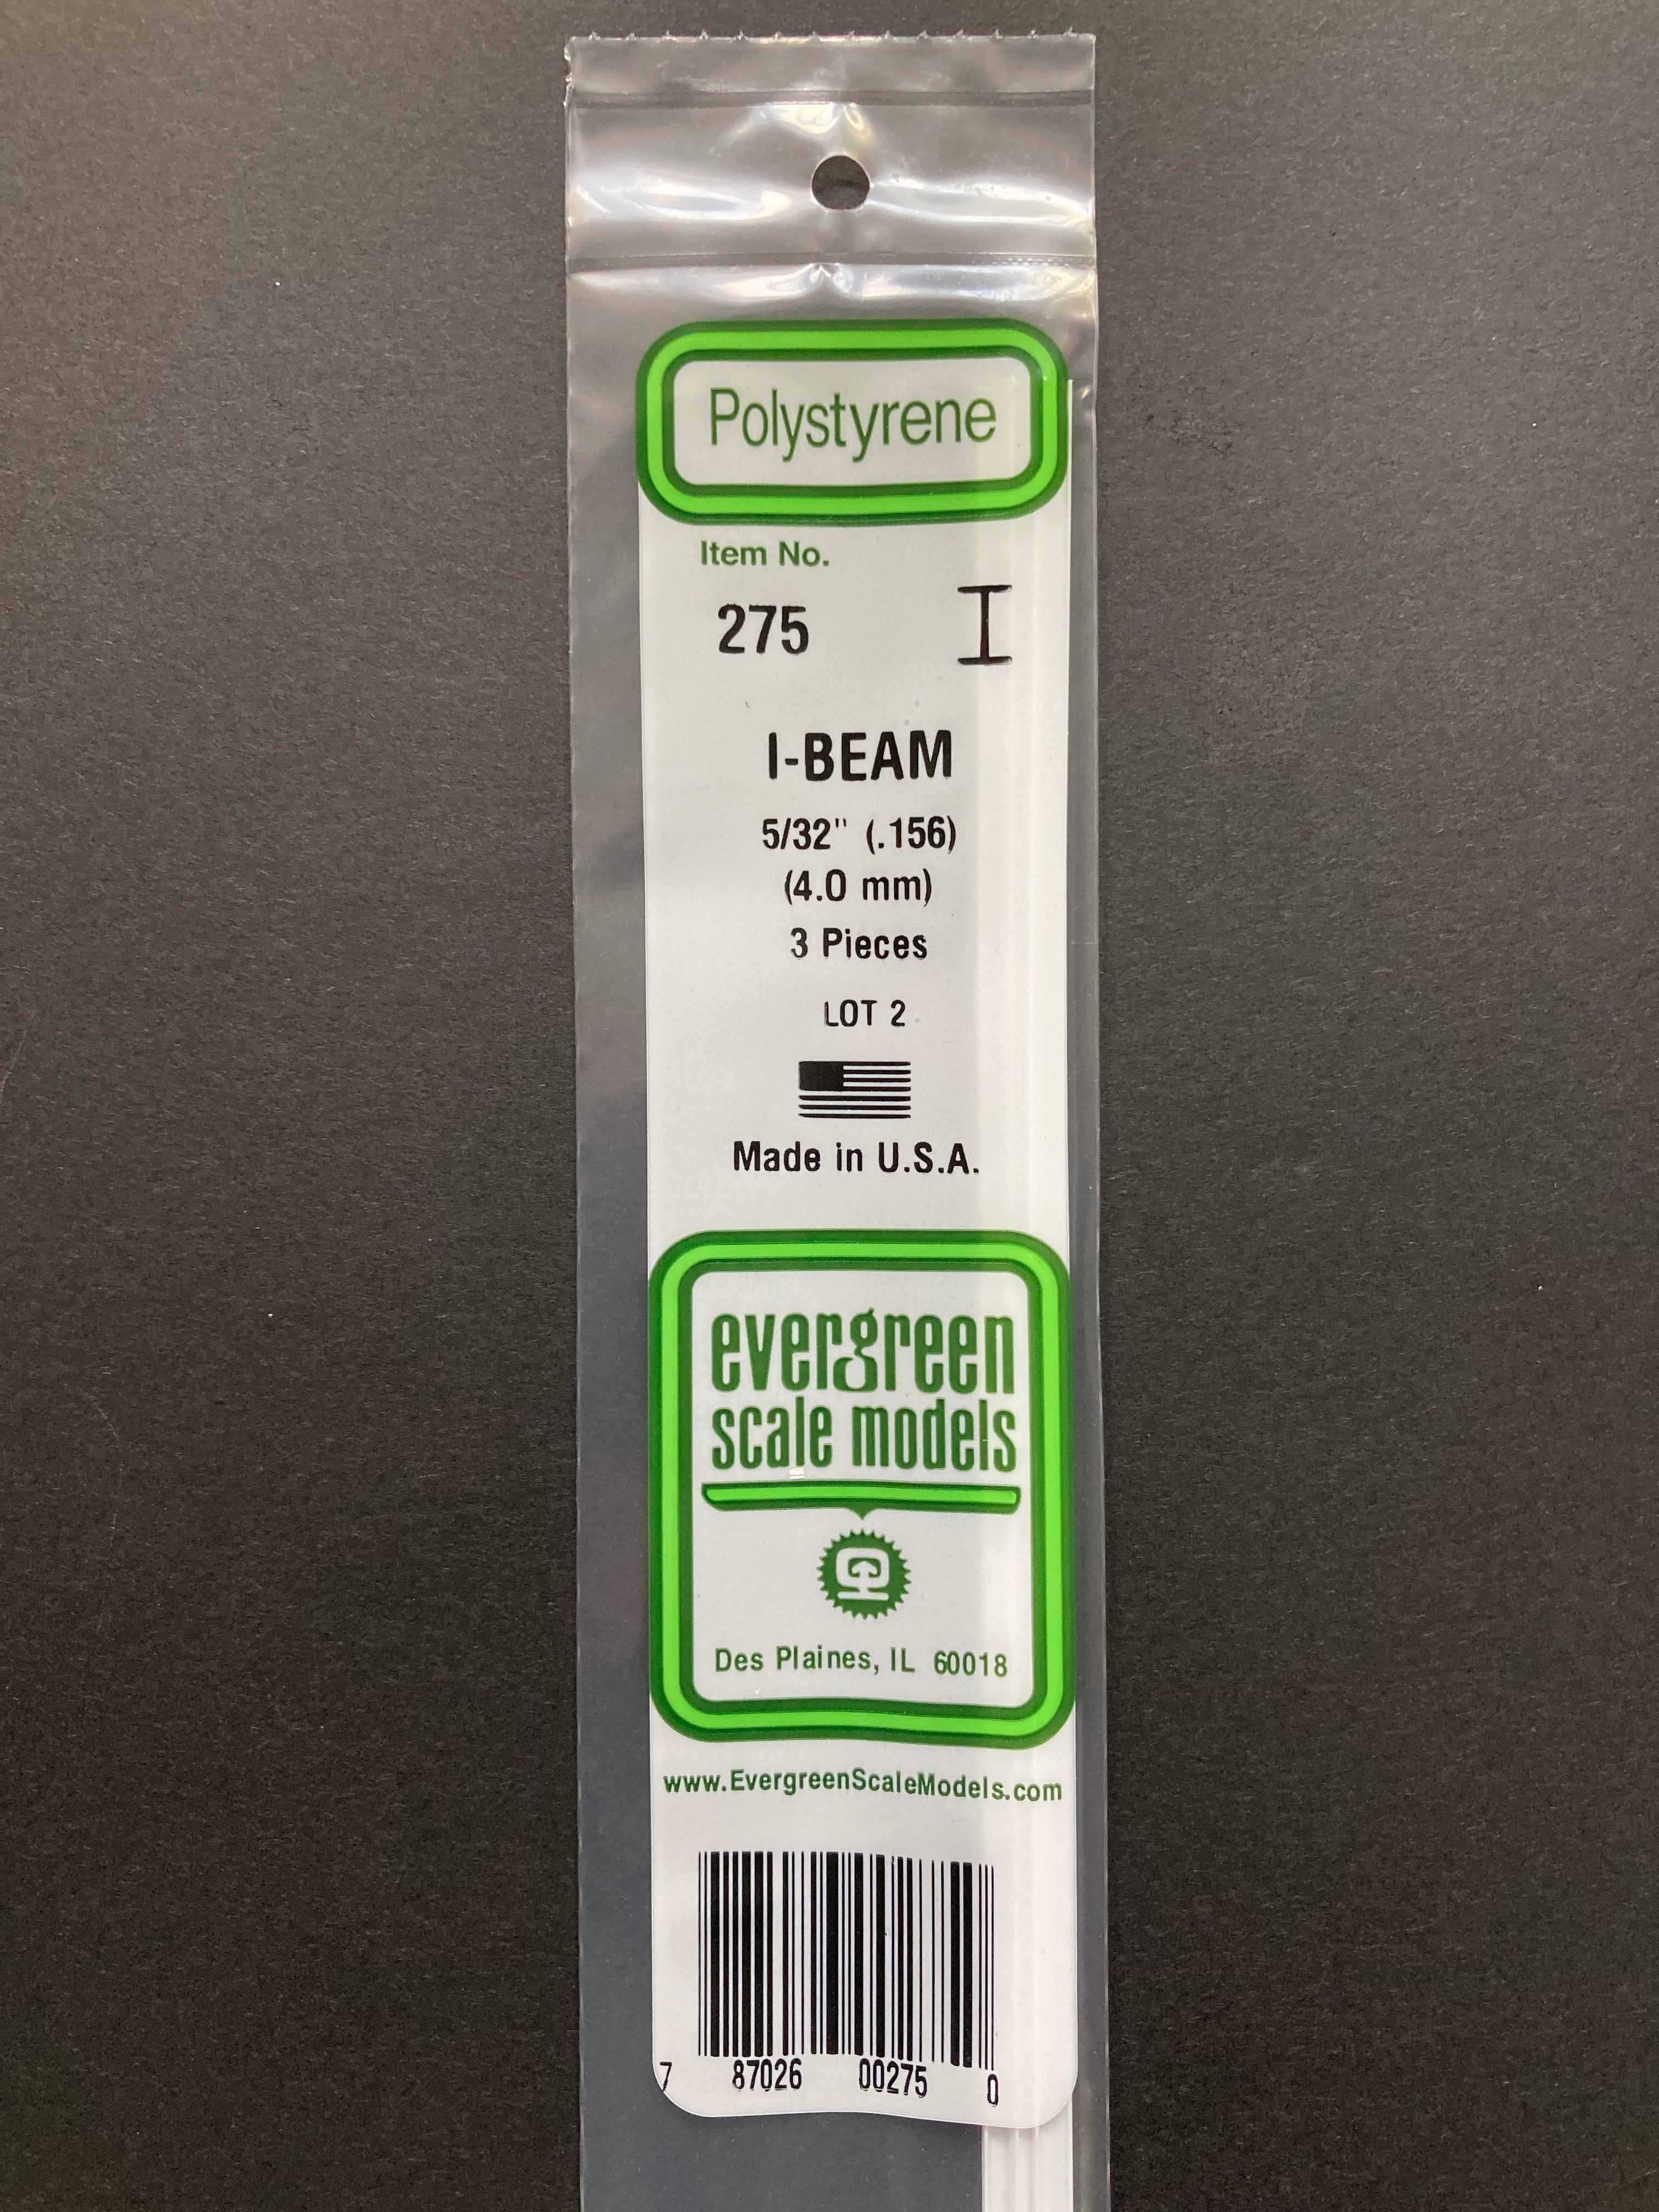 Polystyrene
Item No.
275
I-BEAM
5/32" (.156)
(4.0 mm)
3 Pieces
LOT 2
Made in U.S.A.
evergreen
scale models
Des Plaines, IL 60018
www.EvergreenScaleModels.com
7 87026 00275 0